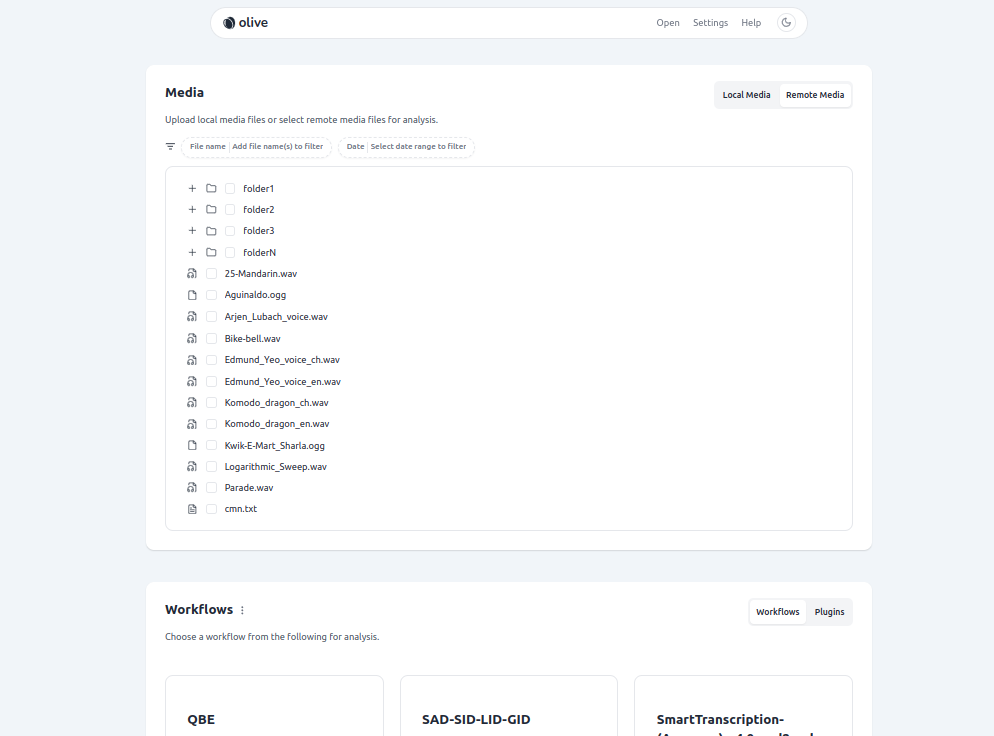 olive
Open Settings Help
Media
Local Media Remote Media
Upload local media files or select remote media files for analysis.
File name Add file name(s) to filter Date Select date range to filter
folder1
folder2
folder3
folderN
25-Mandarin.wav
Aguinaldo.ogg
Arjen_Lubach_voice.wav
Bike-bell.wav
Edmund_Yeo_voice_ch.wav
Edmund_Yeo_voice_en.wav
Komodo_dragon_ch.wav
Komodo_dragon_en.wav
Kwik-E-Mart_Sharla.ogg
Logarithmic_Sweep.wav
Parade.wav
cmn.txt
Workflows
Workflows Plugins
Choose a workflow from the following for analysis.
QBE
SAD-SID-LID-GID
SmartTranscription-